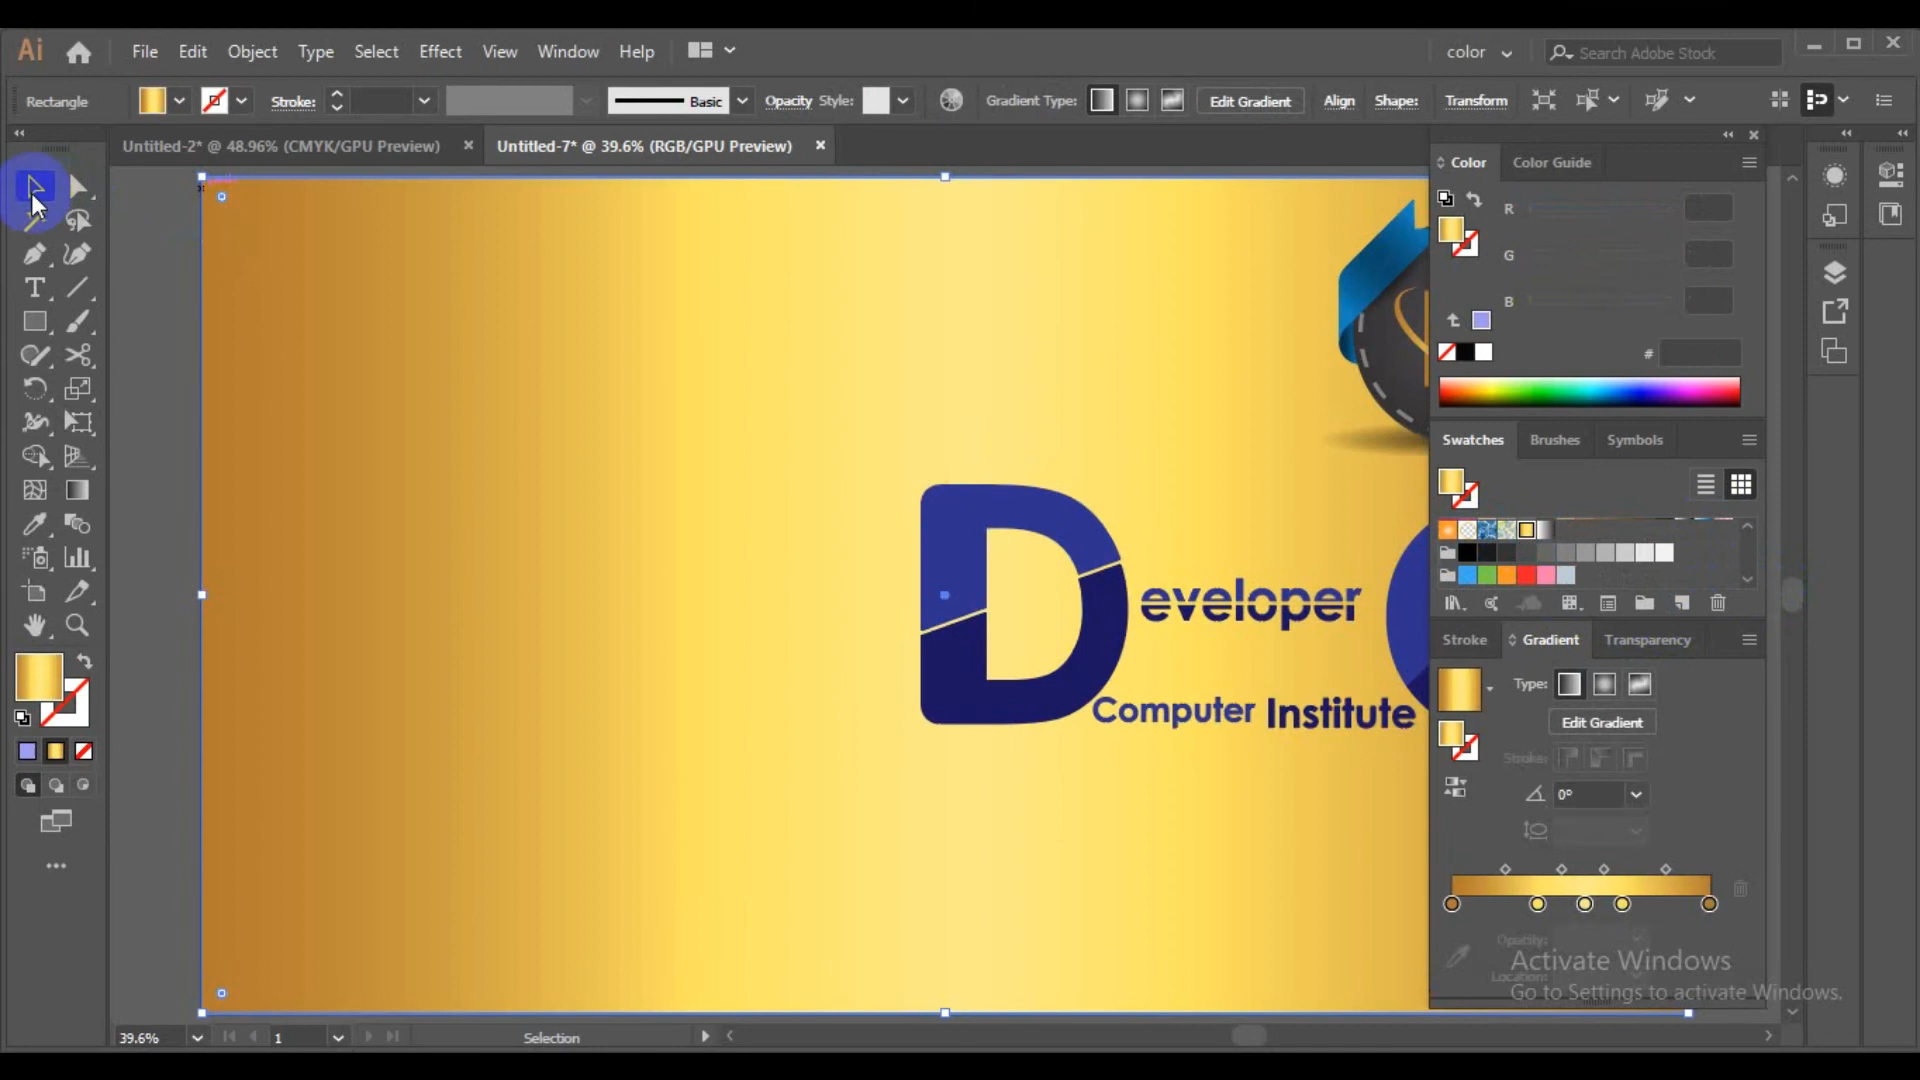 Ai File Edit Object Type Select Effect View Window Help color Search Adobe Stock
Rectangle Stroke: Basic Opacity Style: Gradient Type: Edit Gradient Align Shape: Transform
Untitled-2* @ 48.96% (CMYK/GPU Preview) Untitled-7* @ 39.6% (RGB/GPU Preview)
Color Color Guide
R
G
B
#
Swatches Brushes Symbols
D
eveloper
Computer Institute
Stroke Gradient Transparency
Type:
Edit Gradient
Stroke:
0°
Opacity:
Location:
Activate Windows
Go to Settings to activate Windows.
39.6% 1 Selection